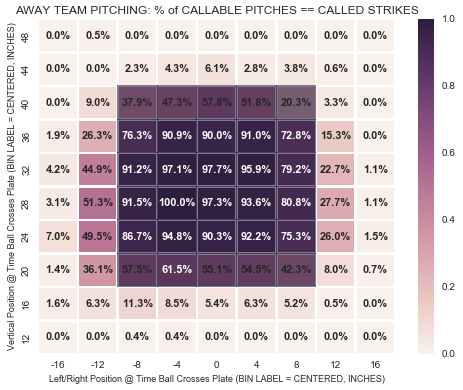 AWAY TEAM PITCHING: % of CALLABLE PITCHES == CALLED STRIKES
Vertical Position @ Time Ball Crosses Plate (BIN LABEL = CENTERED, INCHES)
48 0.0% 0.5% 0.0% 0.0% 0.0% 0.0% 0.0% 0.0% 0.0%
44 0.0% 0.0% 2.3% 4.3% 6.1% 2.8% 3.8% 0.6% 0.0%
40 0.0% 9.0% 37.9% 47.3% 57.8% 51.8% 20.3% 3.3% 0.0%
36 1.9% 26.3% 76.3% 90.9% 90.0% 91.0% 72.8% 15.3% 0.0%
32 4.2% 44.9% 91.2% 97.1% 97.7% 95.9% 79.2% 22.7% 1.1%
28 3.1% 51.3% 91.5% 100.0% 97.3% 93.6% 80.8% 27.7% 1.1%
24 7.0% 49.5% 86.7% 94.8% 90.3% 92.2% 75.3% 26.0% 1.5%
20 1.4% 36.1% 57.5% 61.5% 55.1% 54.5% 42.3% 8.0% 0.7%
16 1.6% 6.3% 11.3% 8.5% 5.4% 6.3% 5.2% 0.5% 0.0%
12 0.0% 0.0% 0.4% 0.4% 0.0% 0.0% 0.0% 0.0% 0.0%
-16 -12 -8 -4 0 4 8 12 16
Left/Right Position @ Time Ball Crosses Plate (BIN LABEL = CENTERED, INCHES)
1.0
0.8
0.6
0.4
0.2
0.0